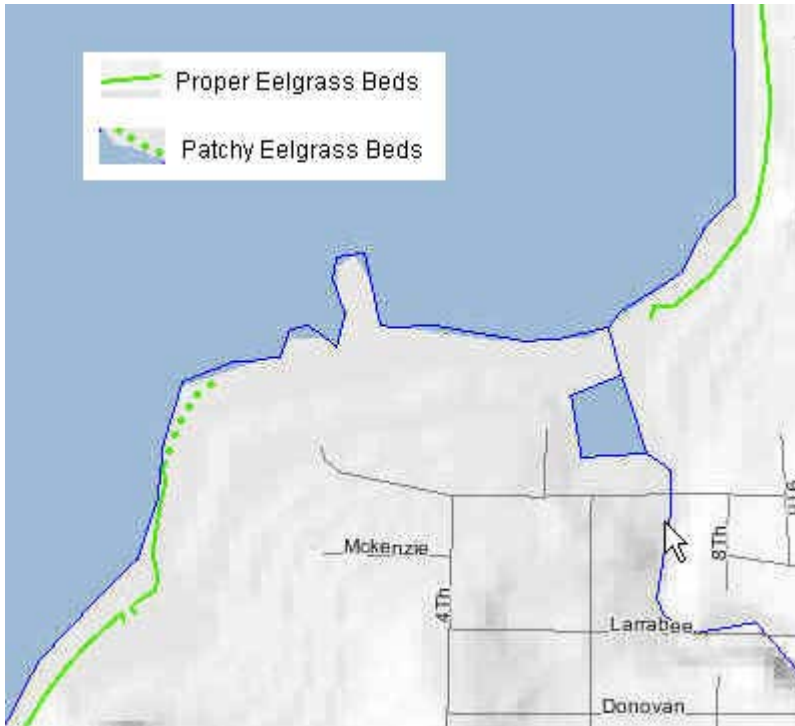 Proper Eelgrass Beds
Patchy Eelgrass Beds
Mckenzie
4Th
8Th
Larrabee
Donovan